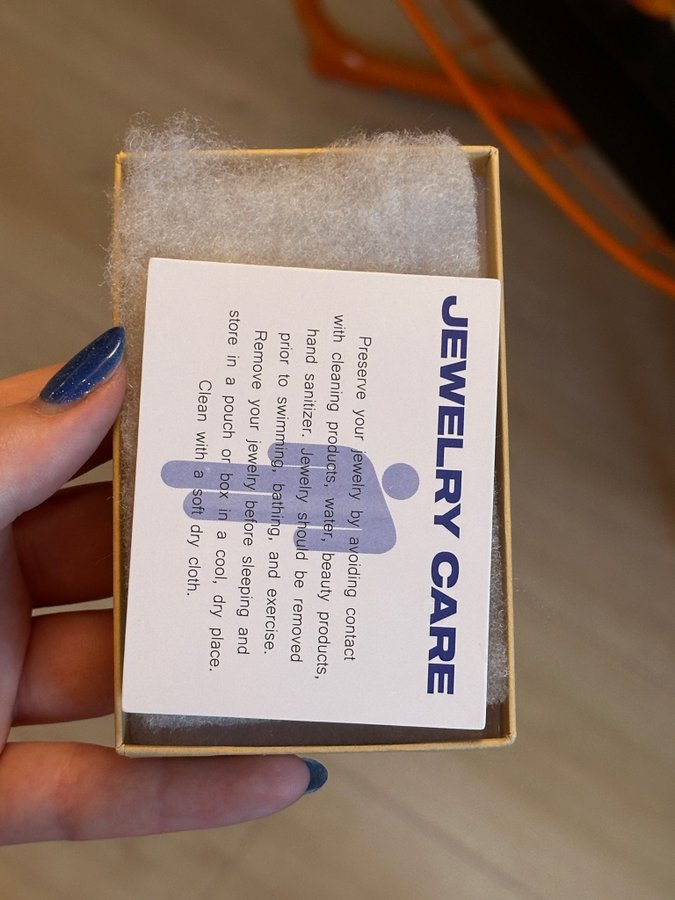 JEWELRY CARE
Preserve your jewelry by avoiding contact
with cleaning products, water, beauty products,
hand sanitizer. Jewelry should be removed
prior to swimming, bathing, and exercise.
Remove your jewelry before sleeping and
store in a pouch or box in a cool, dry place.
Clean with a soft dry cloth.